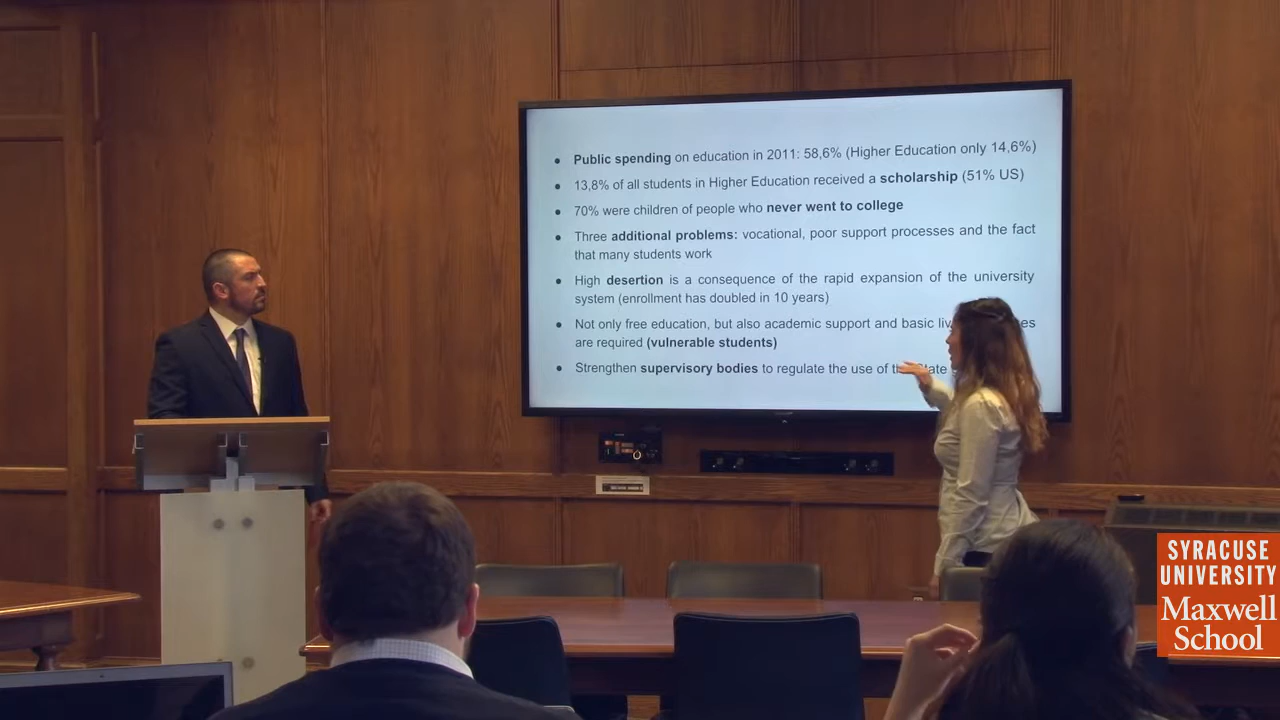 Public spending on education in 2011: 58,6% (Higher Education only 14,6%)
13,8% of all students in Higher Education received a scholarship (51% US)
70% were children of people who never went to college
Three additional problems: vocational, poor support processes and the fact
that many students work
High desertion is a consequence of the rapid expansion of the university
system (enrollment has doubled in 10 years)
Not only free education, but also academic support and basic
are required (vulnerable students)
Strengthen supervisory bodies to regulate the use of
SYRACUSE
UNIVERSITY
Maxwell
School